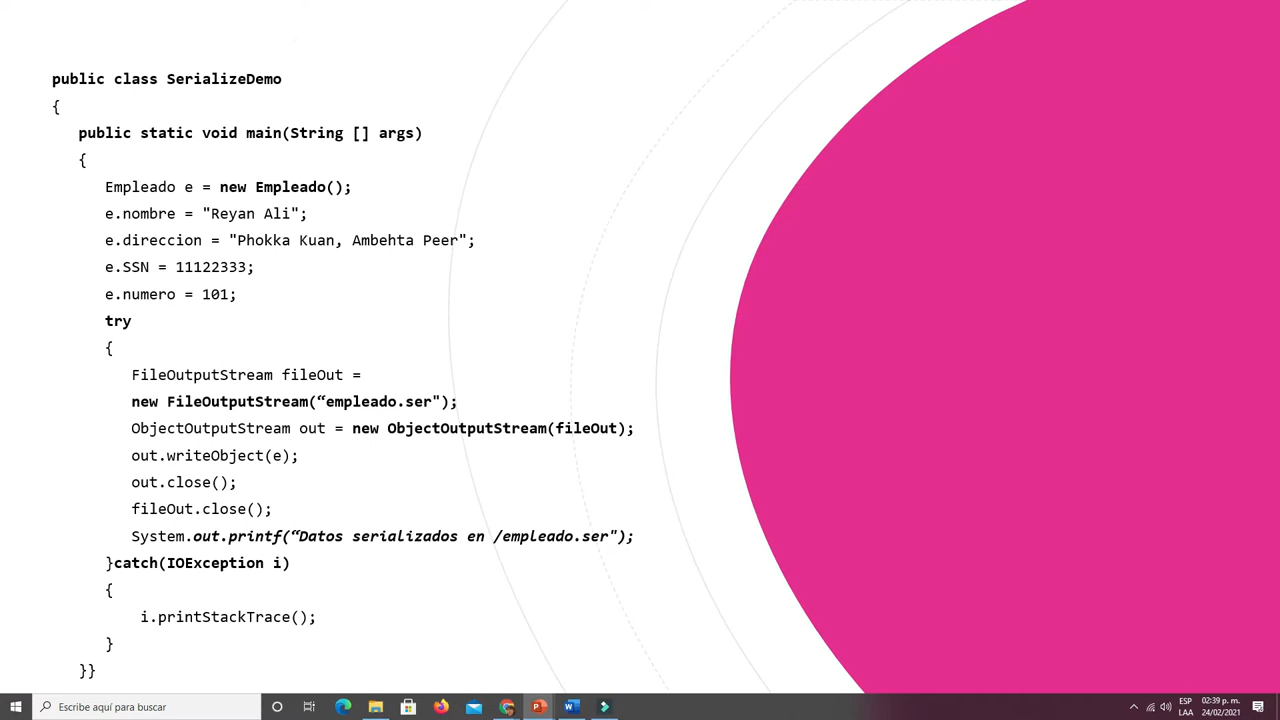 public class SerializeDemo
{
public static void main(String [] args)
{
Empleado e = new Empleado();
e.nombre = "Reyan Ali";
e.direccion = "Phokka Kuan, Ambehta Peer";
e.SSN = 11122333;
e.numero = 101;
try
{
FileOutputStream fileOut =
new FileOutputStream(“empleado.ser");
ObjectOutputStream out = new ObjectOutputStream(fileOut);
out.writeObject(e);
out.close();
fileOut.close();
System.out.printf(“Datos serializados en /empleado.ser");
}catch(IOException i)
{
i.printStackTrace();
}
}}
Escribe aquí para buscar
ESP
LAA
02:39 p. m.
24/02/2021